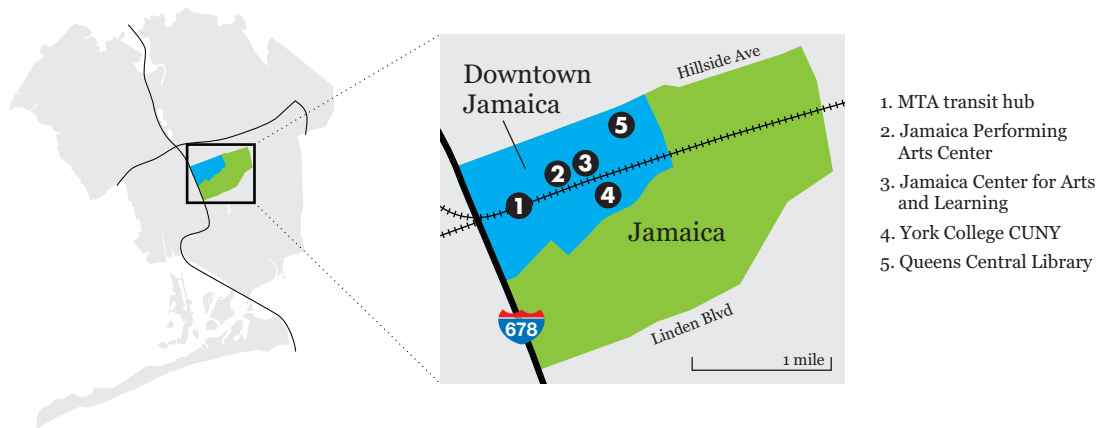 Hillside Ave
Downtown
Jamaica
5
3
2
4
1
Jamaica
678
Linden Blvd
1 mile
1. MTA transit hub
2. Jamaica Performing
Arts Center
3. Jamaica Center for Arts
and Learning
4. York College CUNY
5. Queens Central Library